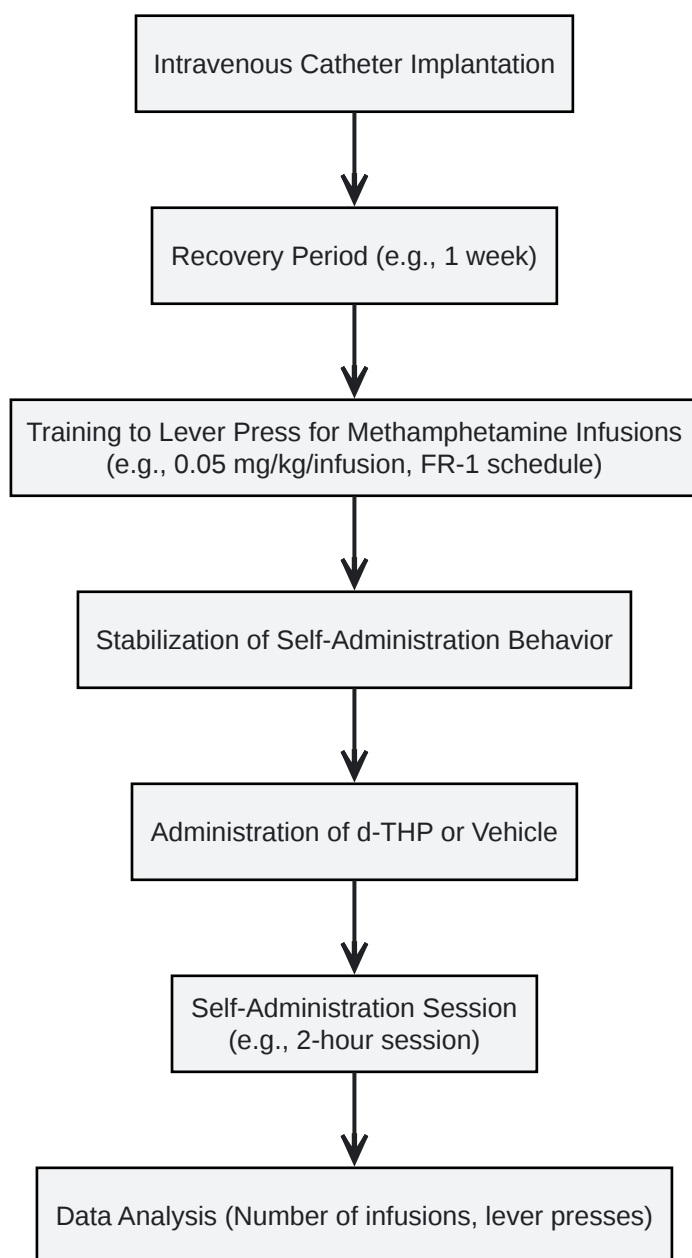 Intravenous Catheter Implantation
Recovery Period (e.g., 1 week)
Training to Lever Press for Methamphetamine Infusions
(e.g., 0.05 mg/kg/infusion, FR-1 schedule)
Stabilization of Self-Administration Behavior
Administration of d-THP or Vehicle
Self-Administration Session
(e.g., 2-hour session)
Data Analysis (Number of infusions, lever presses)